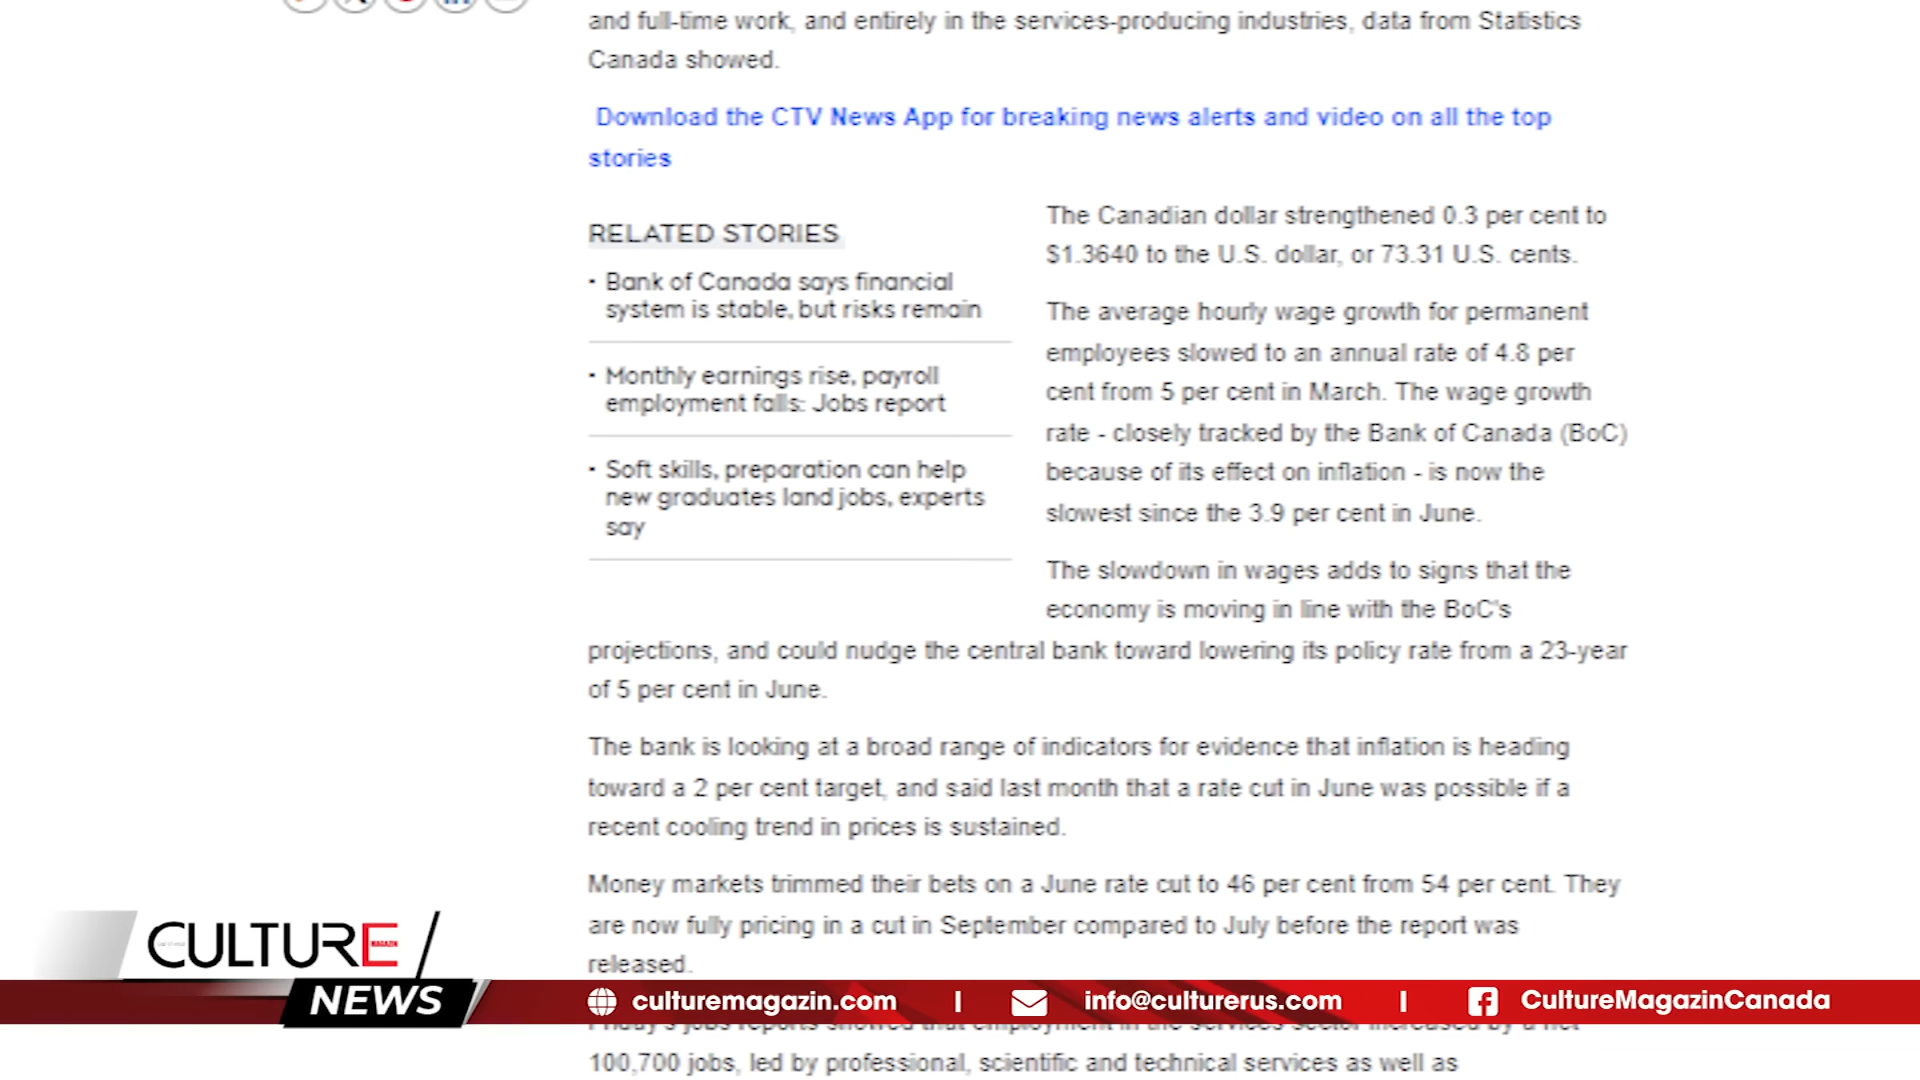 and full-time work, and entirely in the services-producing industries, data from Statistics
Canada showed.
Download the CTV News App for breaking news alerts and video on all the top
stories
RELATED STORIES
· Bank of Canada says financial
system is stable, but risks remain
· Monthly earnings rise, payroll
employment falls: Jobs report
· Soft skills, preparation can help
new graduates land jobs, experts
say
The Canadian dollar strengthened 0.3 per cent to
$1.3640 to the U.S. dollar, or 73.31 U.S. cents.
The average hourly wage growth for permanent
employees slowed to an annual rate of 4.8 per
cent from 5 per cent in March. The wage growth
rate - closely tracked by the Bank of Canada (BoC)
because of its effect on inflation - is now the
slowest since the 3.9 per cent in June.
The slowdown in wages adds to signs that the
economy is moving in line with the BoC's
projections, and could nudge the central bank toward lowering its policy rate from a 23-year
of 5 per cent in June.
The bank is looking at a broad range of indicators for evidence that inflation is heading
toward a 2 per cent target, and said last month that a rate cut in June was possible if a
recent cooling trend in prices is sustained.
Money markets trimmed their bets on a June rate cut to 46 per cent from 54 per cent. They
are now fully pricing in a cut in September compared to July before the report was
released.
CULTURE
NEWS
culturemagazin.com | info@culturerus.com | CultureMagazinCanada
Friday's jobs reports showed that employment in the services sector increased by a net
100,700 jobs, led by professional, scientific and technical services as well as